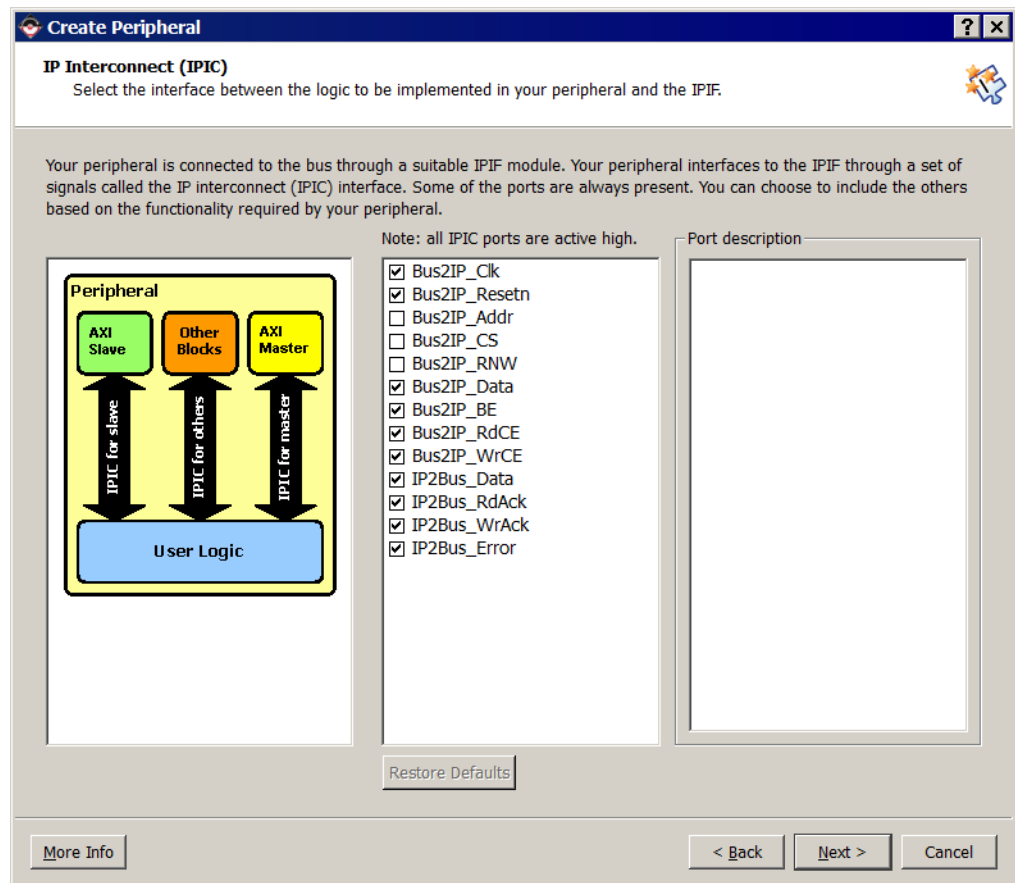 Create Peripheral
IP Interconnect (IPIC)
Select the interface between the logic to be implemented in your peripheral and the IPIF.
Your peripheral is connected to the bus through a suitable IPIF module. Your peripheral interfaces to the IPIF through a set of
signals called the IP interconnect (IPIC) interface. Some of the ports are always present. You can choose to include the others
based on the functionality required by your peripheral.
Peripheral
AXI
Slave
Other
Blocks
AXI
Master
IPIC for slave
IPIC for others
IPIC for master
User Logic
Note: all IPIC ports are active high.
Bus2IP_Clk
Bus2IP_Resetn
Bus2IP_Addr
Bus2IP_CS
Bus2IP_RNW
Bus2IP_Data
Bus2IP_BE
Bus2IP_RdCE
Bus2IP_WrCE
IP2Bus_Data
IP2Bus_RdAck
IP2Bus_WrAck
IP2Bus_Error
Restore Defaults
Port description
More Info
< Back
Next >
Cancel